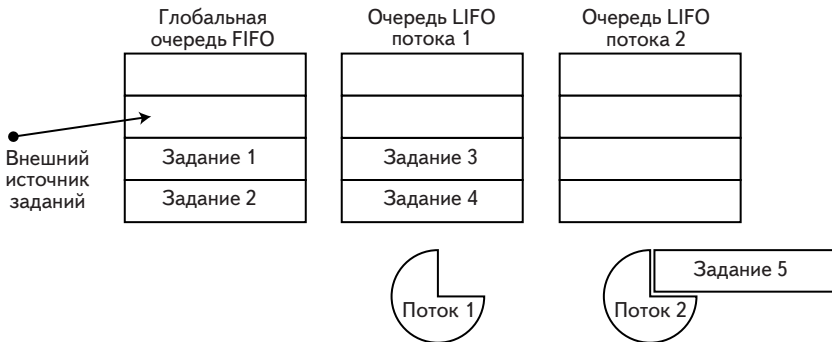 Глобальная
очередь FIFO
Очередь LIFO
потока 1
Очередь LIFO
потока 2
Внешний
источник
заданий
Задание 1
Задание 3
Задание 2
Задание 4
Задание 5
Поток 1
Поток 2